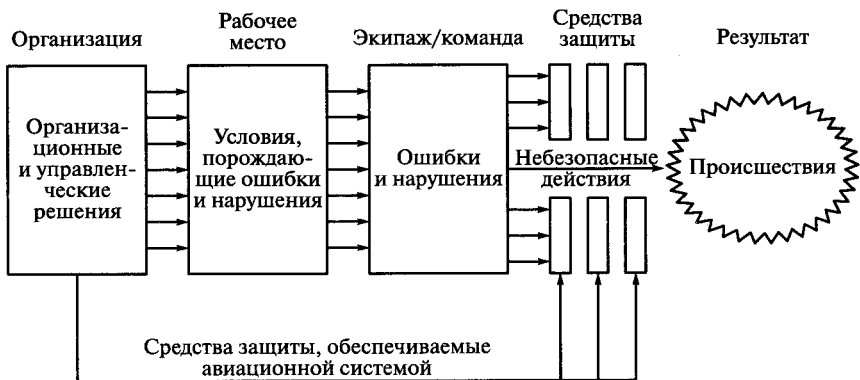 Организация
Рабочее
место
Экипаж/команда
Средства
защиты
Результат
Организа-
ционные
и управлен-
ческие
решения
Условия,
порождаю-
щие ошибки
и нарушения
Ошибки
и нарушения
Небезопасные
действия
Происшествия
Средства защиты, обеспечиваемые
авиационной системой